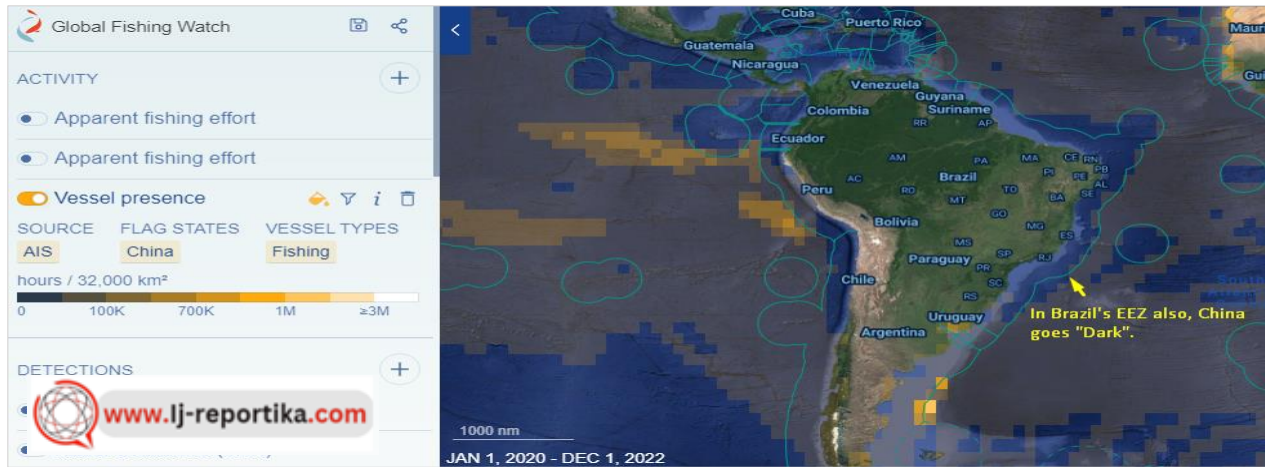 Global Fishing Watch
ACTIVITY
Apparent fishing effort
Apparent fishing effort
Vessel presence
SOURCE FLAG STATES VESSEL TYPES
AIS China Fishing
hours / 32,000 km²
0 100K 700K 1M ≥3M
DETECTIONS
www.lj-reportika.com
Cuba
Puerto Rico
Guatemala
Nicaragua
Maur
Gui
Venezuela
Guyana
Suriname
Colombia
RR AP
Ecuador
AM PA MA CE RN
PB
PI PE
AL
SE
AC RO TO BA
Peru
Brazil
MT
GO
Bolivia
MG
ES
MS
SP RJ
Paraguay
PR
SC
Chile
RS
Uruguay
Argentina
South
In Brazil's EEZ also, China
goes "Dark".
1000 nm
JAN 1, 2020 - DEC 1, 2022